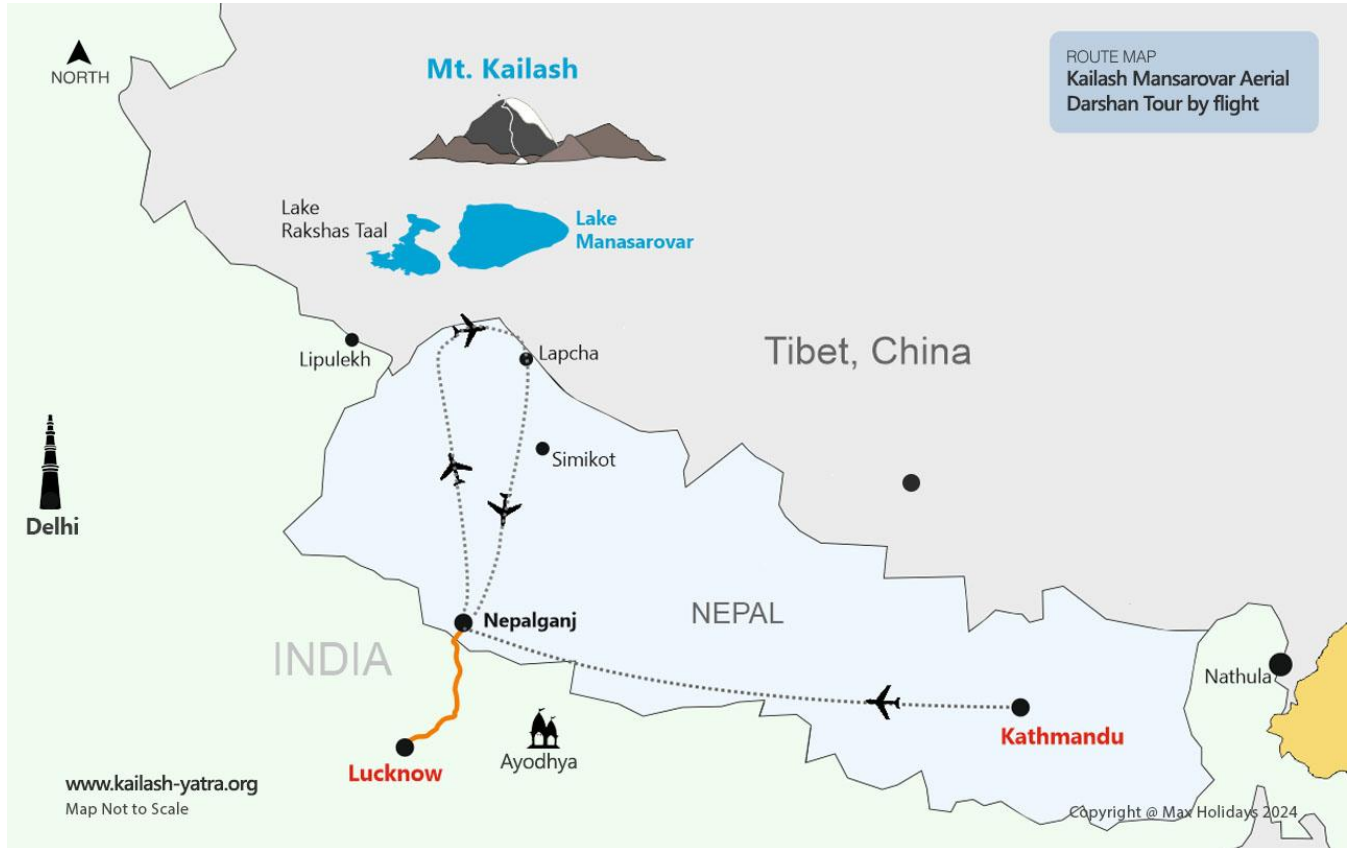 NORTH
Mt. Kailash
ROUTE MAP
Kailash Mansarovar Aerial
Darshan Tour by flight
Lake
Rakshas Taal
Lake
Manasarovar
Lipulekh
Lapcha
Tibet, China
Simikot
Delhi
Nepalganj
NEPAL
INDIA
Nathula
Kathmandu
Lucknow
Ayodhya
www.kailash-yatra.org
Map Not to Scale
Copyright @ Max Holidays 2024